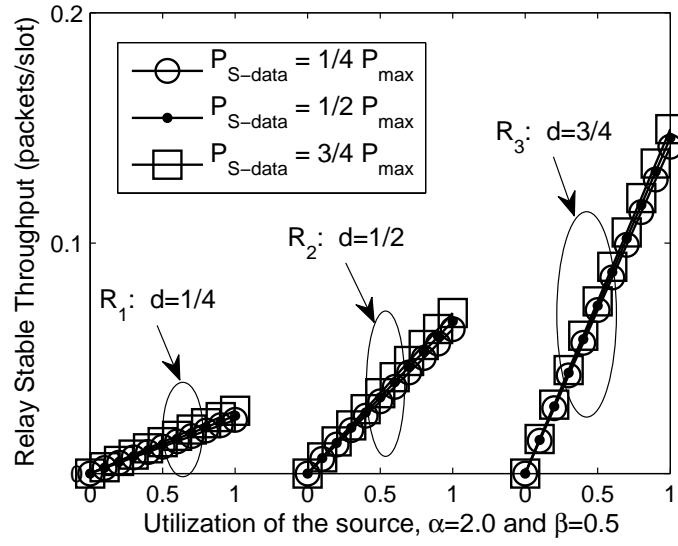 0.2
P_S-data = 1/4 P_max
P_S-data = 1/2 P_max
P_S-data = 3/4 P_max
R_3: d=3/4
0.1
R_2: d=1/2
R_1: d=1/4
0
0 0.5 1 0 0.5 1 0 0.5 1
Relay Stable Throughput (packets/slot)
Utilization of the source, α=2.0 and β=0.5